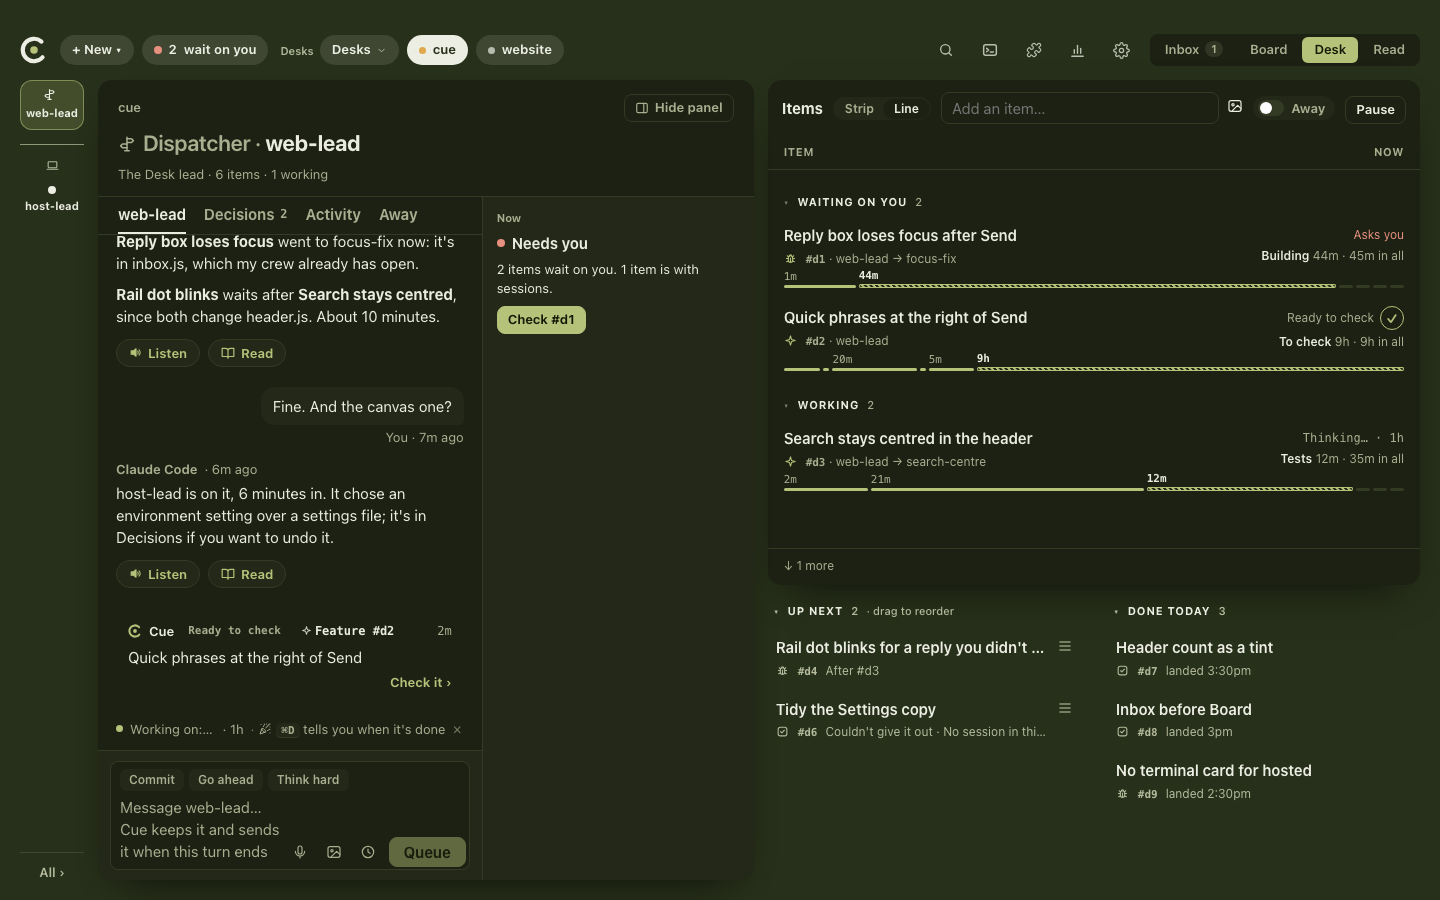 + New
2 wait on you
Desks
Desks
cue
website
Inbox 1
Board
Desk
Read
web-lead
host-lead
All ›
cue
Hide panel
Dispatcher · web-lead
The Desk lead · 6 items · 1 working
web-lead
Decisions 2
Activity
Away
Reply box loses focus went to focus-fix now: it's
in inbox.js, which my crew already has open.
Rail dot blinks waits after Search stays centred,
since both change header.js. About 10 minutes.
Listen
Read
Fine. And the canvas one?
You · 7m ago
Claude Code · 6m ago
host-lead is on it, 6 minutes in. It chose an
environment setting over a settings file; it's in
Decisions if you want to undo it.
Listen
Read
Cue Ready to check Feature #d2 2m
Quick phrases at the right of Send
Check it ›
Working on:... · 1h · ⌘D tells you when it's done ×
Commit
Go ahead
Think hard
Message web-lead...
Cue keeps it and sends
it when this turn ends
Queue
Now
Needs you
2 items wait on you. 1 item is with
sessions.
Check #d1
Items
Strip
Line
Add an item...
Away
Pause
ITEM
NOW
WAITING ON YOU 2
Reply box loses focus after Send
Asks you
#d1 · web-lead → focus-fix
Building 44m · 45m in all
1m
44m
Quick phrases at the right of Send
Ready to check
#d2 · web-lead
To check 9h · 9h in all
20m
5m
9h
WORKING 2
Search stays centred in the header
Thinking… · 1h
#d3 · web-lead → search-centre
Tests 12m · 35m in all
2m
21m
12m
↓ 1 more
UP NEXT 2 · drag to reorder
Rail dot blinks for a reply you didn't ...
#d4 After #d3
Tidy the Settings copy
#d6 Couldn't give it out · No session in thi...
DONE TODAY 3
Header count as a tint
#d7 landed 3:30pm
Inbox before Board
#d8 landed 3pm
No terminal card for hosted
#d9 landed 2:30pm